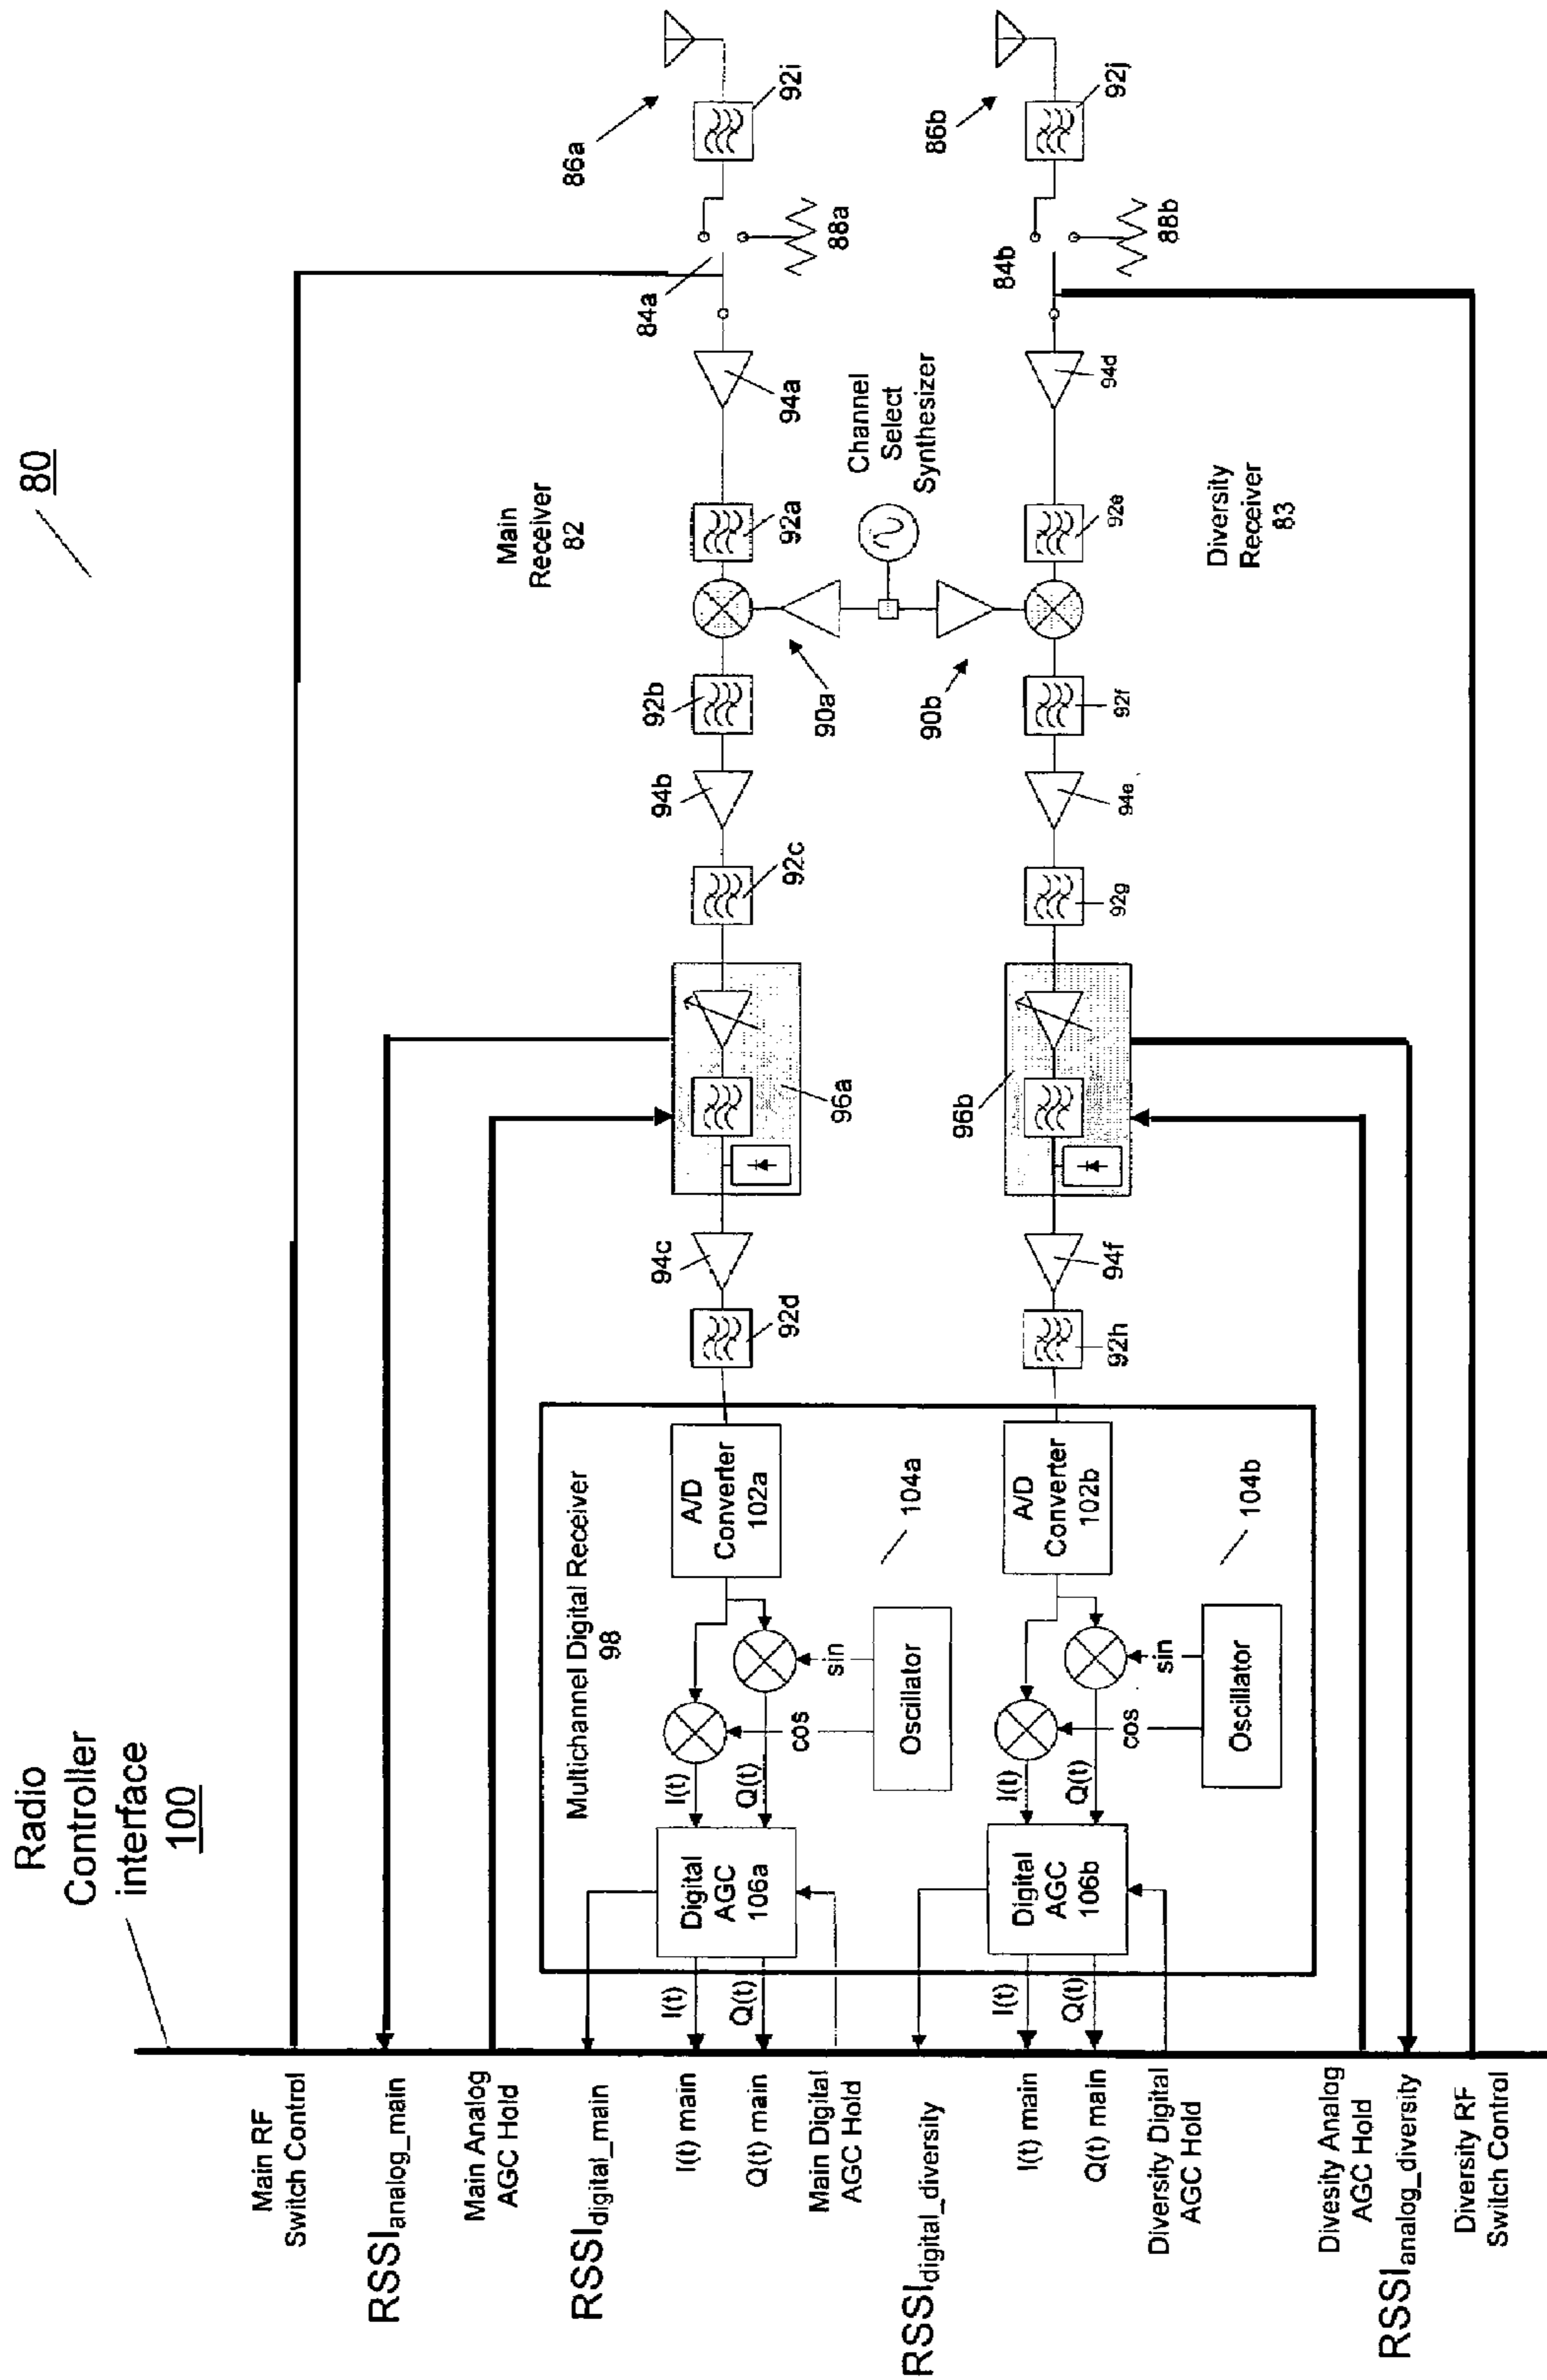 80
Radio
Controller
interface
100
Main RF
Switch Control
RSSIanalog_main
Main Analog
AGC Hold
RSSIdigital_main
I(t) main
Q(t) main
Main Digital
AGC Hold
RSSIdigital_diversity
I(t) main
Q(t) main
Diversity Digital
AGC Hold
Divesity Analog
AGC Hold
RSSIanalog_diversity
Diversity RF
Switch Control
Multichannel Digital Receiver
98
I(t)
Q(t)
Digital
AGC
106a
I(t)
Q(t)
cos
sin
Oscillator
A/D
Converter
102a
104a
I(t)
Q(t)
Digital
AGC
106b
I(t)
Q(t)
cos
sin
Oscillator
A/D
Converter
102b
104b
Main
Receiver
82
92d
94c
96a
92c
94b
92b
90a
92a
94a
84a
88a
86a
92i
Channel
Select
Synthesizer
Diversity
Receiver
83
92h
94f
96b
92g
94e
92f
90b
92e
94d
84b
88b
86b
92j